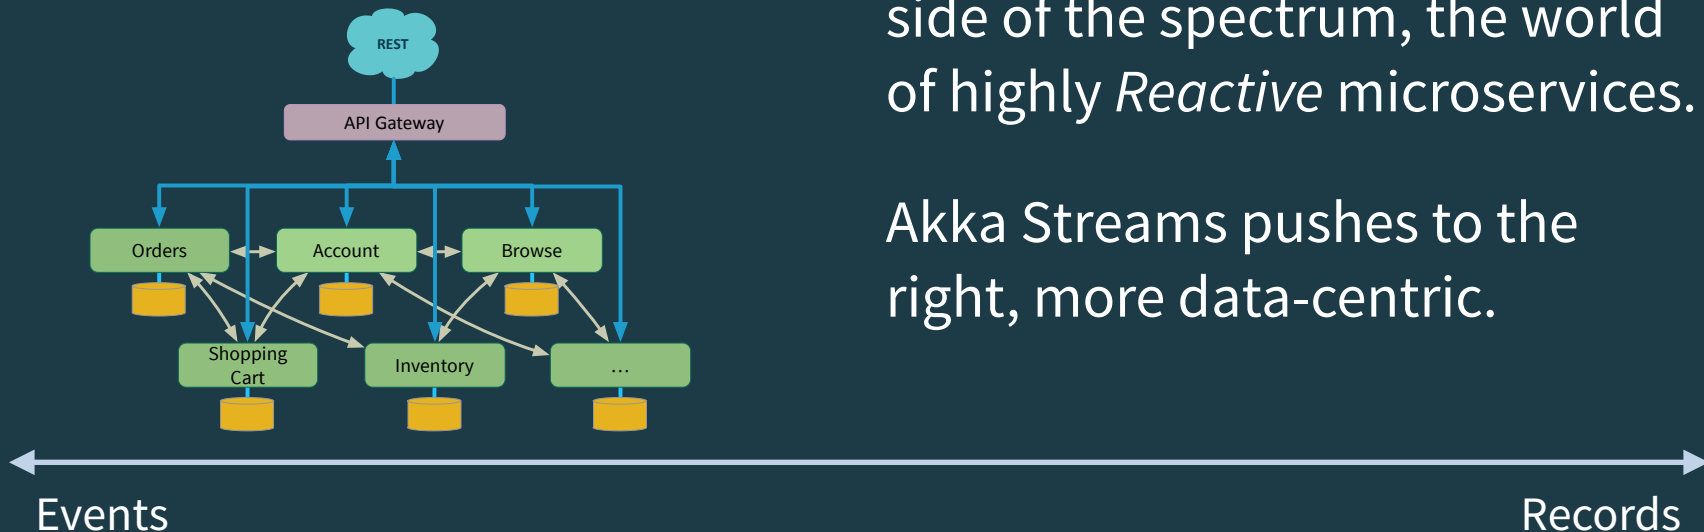 REST
API Gateway
Orders
Account
Browse
Shopping
Cart
Inventory
…
side of the spectrum, the world
of highly Reactive microservices.
Akka Streams pushes to the
right, more data-centric.
Events
Records